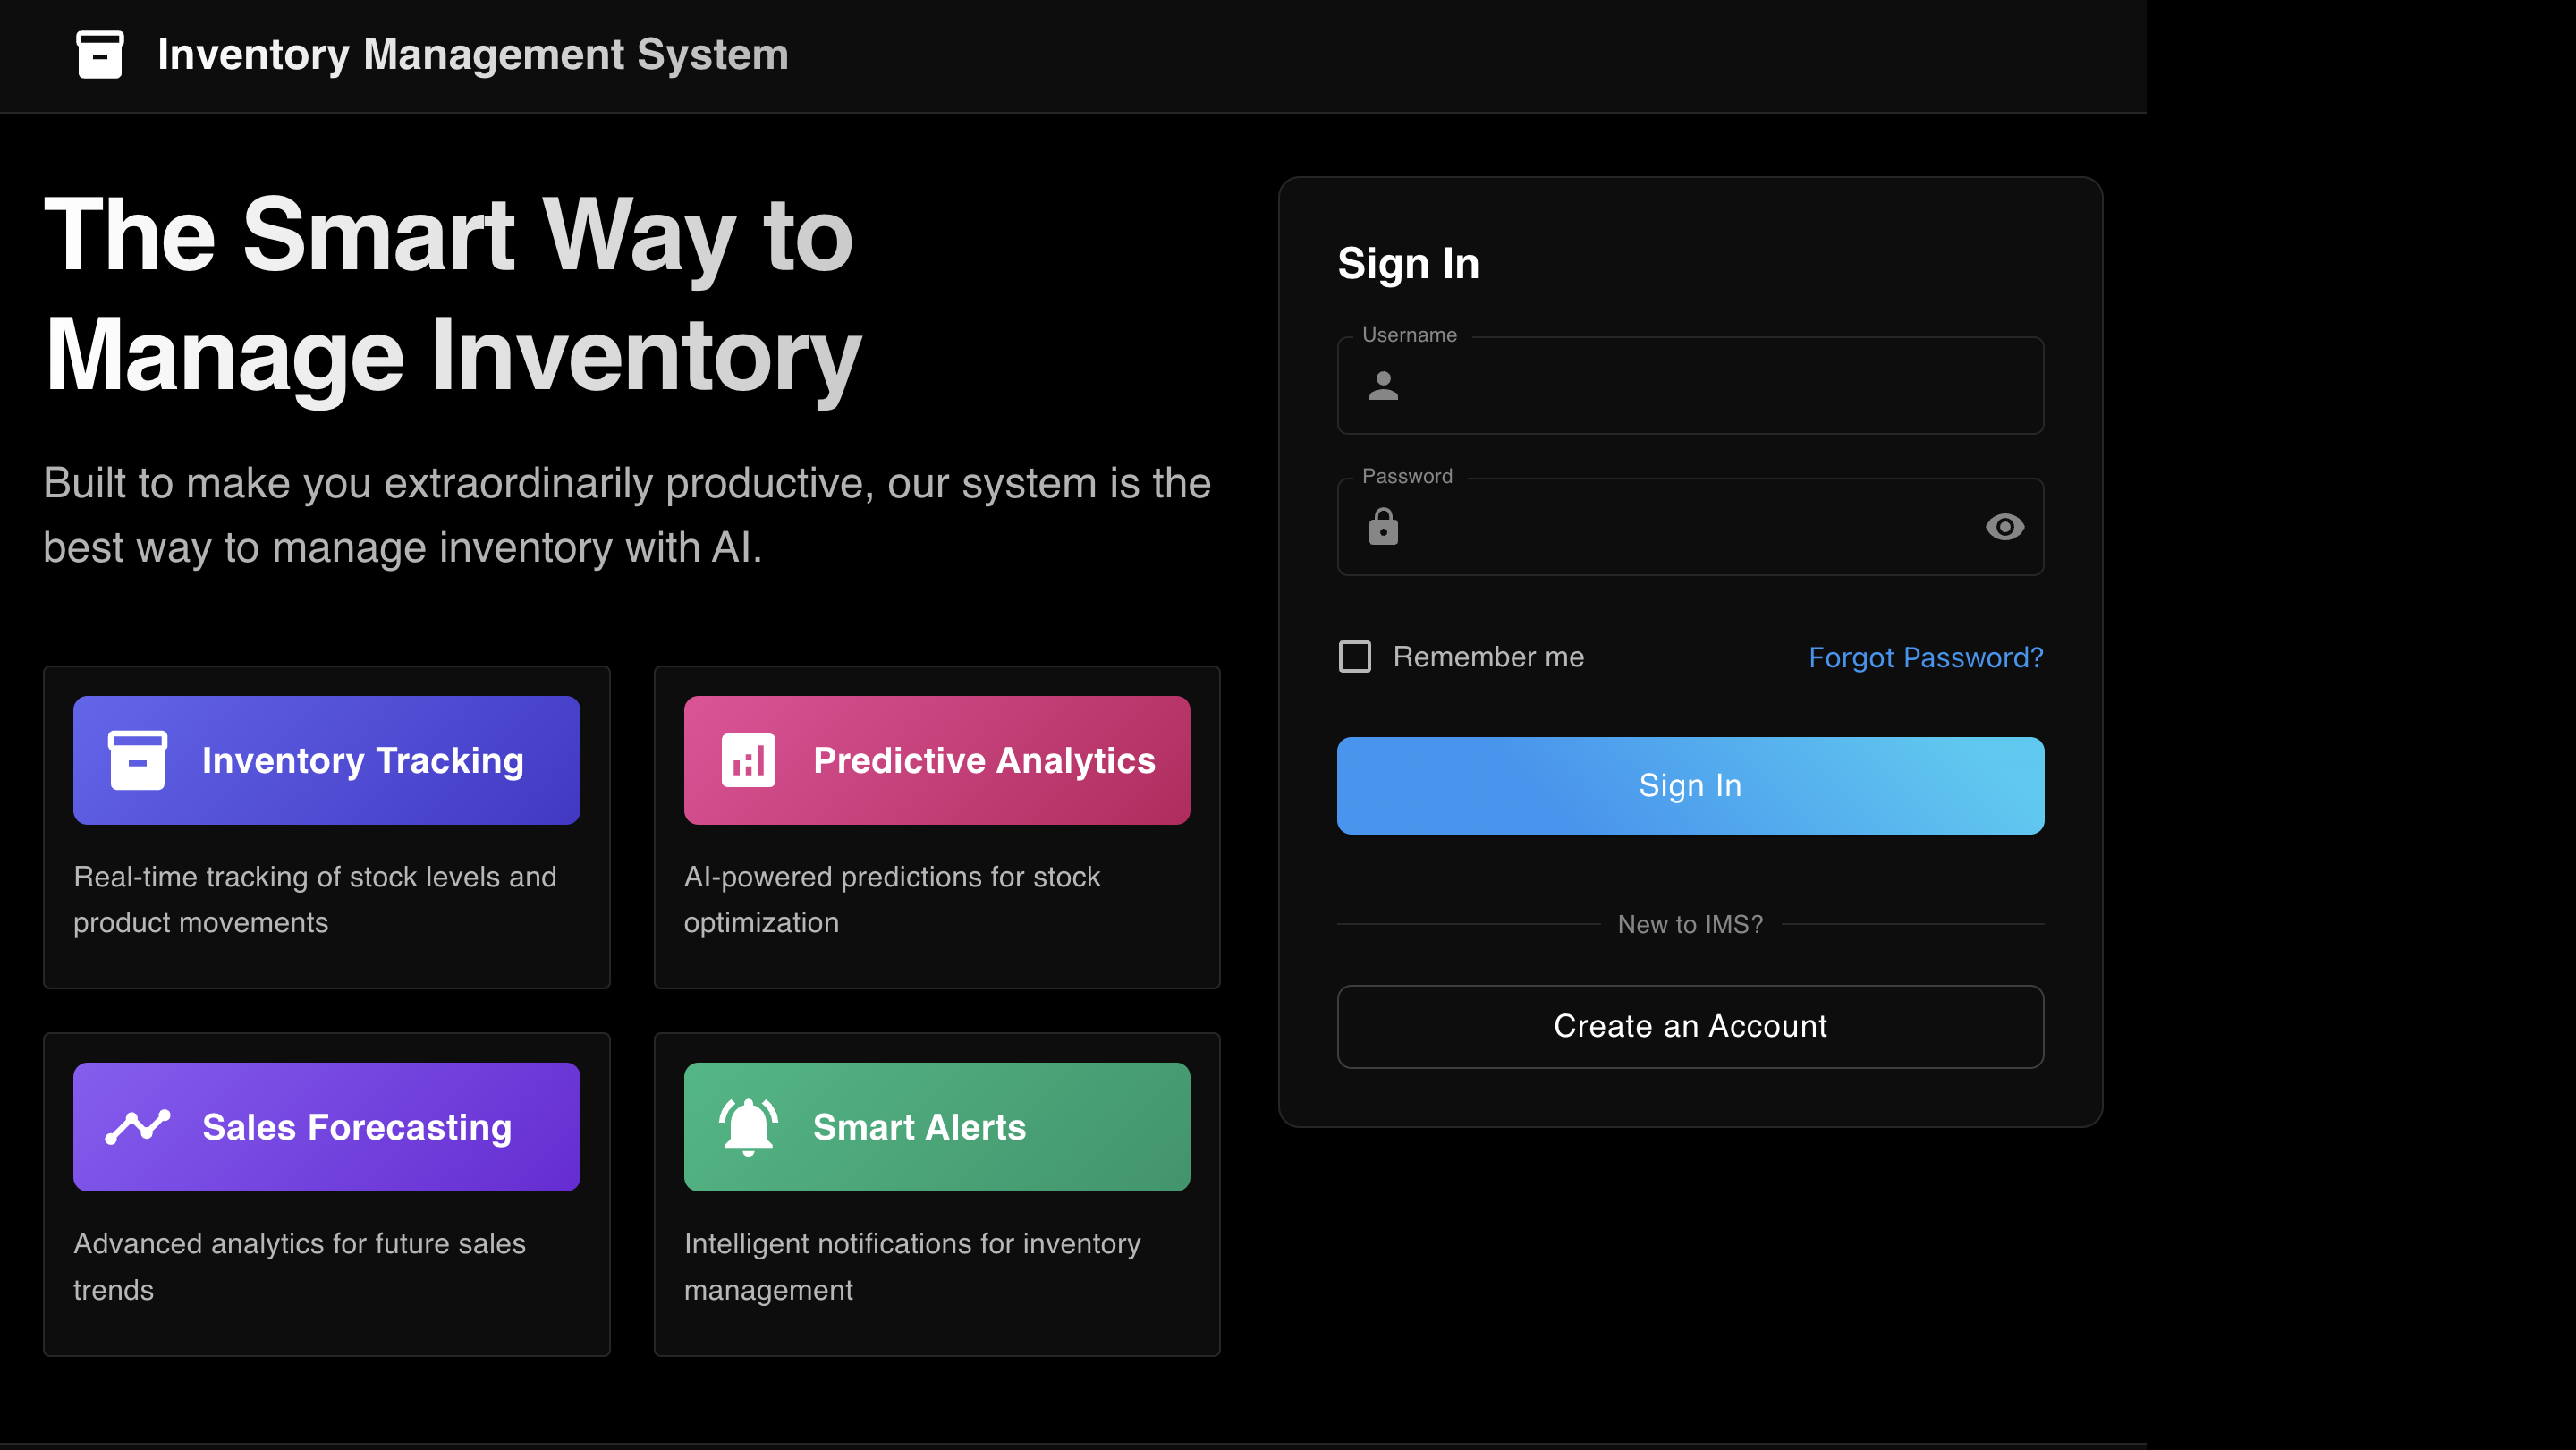 Inventory Management System
The Smart Way to
Manage Inventory
Built to make you extraordinarily productive, our system is the
best way to manage inventory with AI.
Inventory Tracking
Real-time tracking of stock levels and
product movements
Predictive Analytics
AI-powered predictions for stock
optimization
Sales Forecasting
Advanced analytics for future sales
trends
Smart Alerts
Intelligent notifications for inventory
management
Sign In
Username
Password
Remember me
Forgot Password?
Sign In
New to IMS?
Create an Account